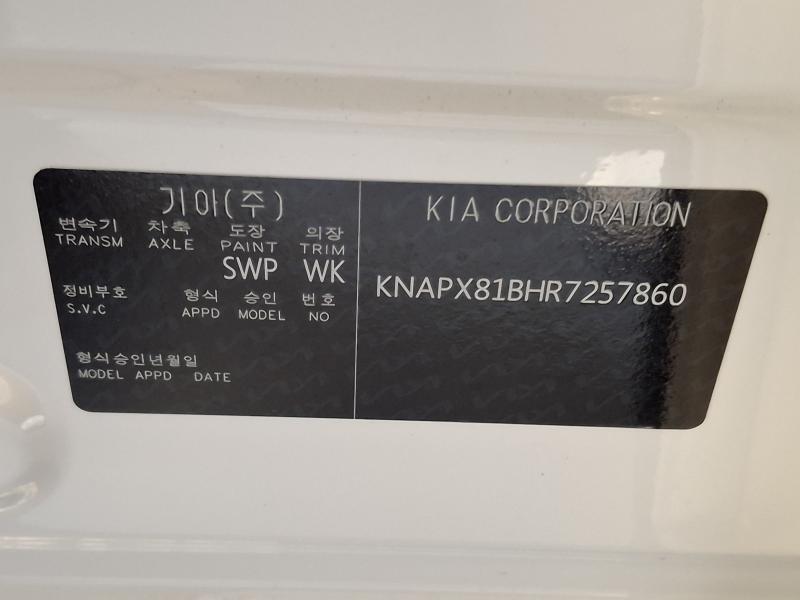 기아(주)
변속기 차축 도장 의장
TRANSM AXLE PAINT TRIM
SWP WK
정비부호 형식 승인 번호
S.V.C APPD MODEL NO
형식승인년월일
MODEL APPD DATE
KIA CORPORATION
KNAPX81BHR7257860